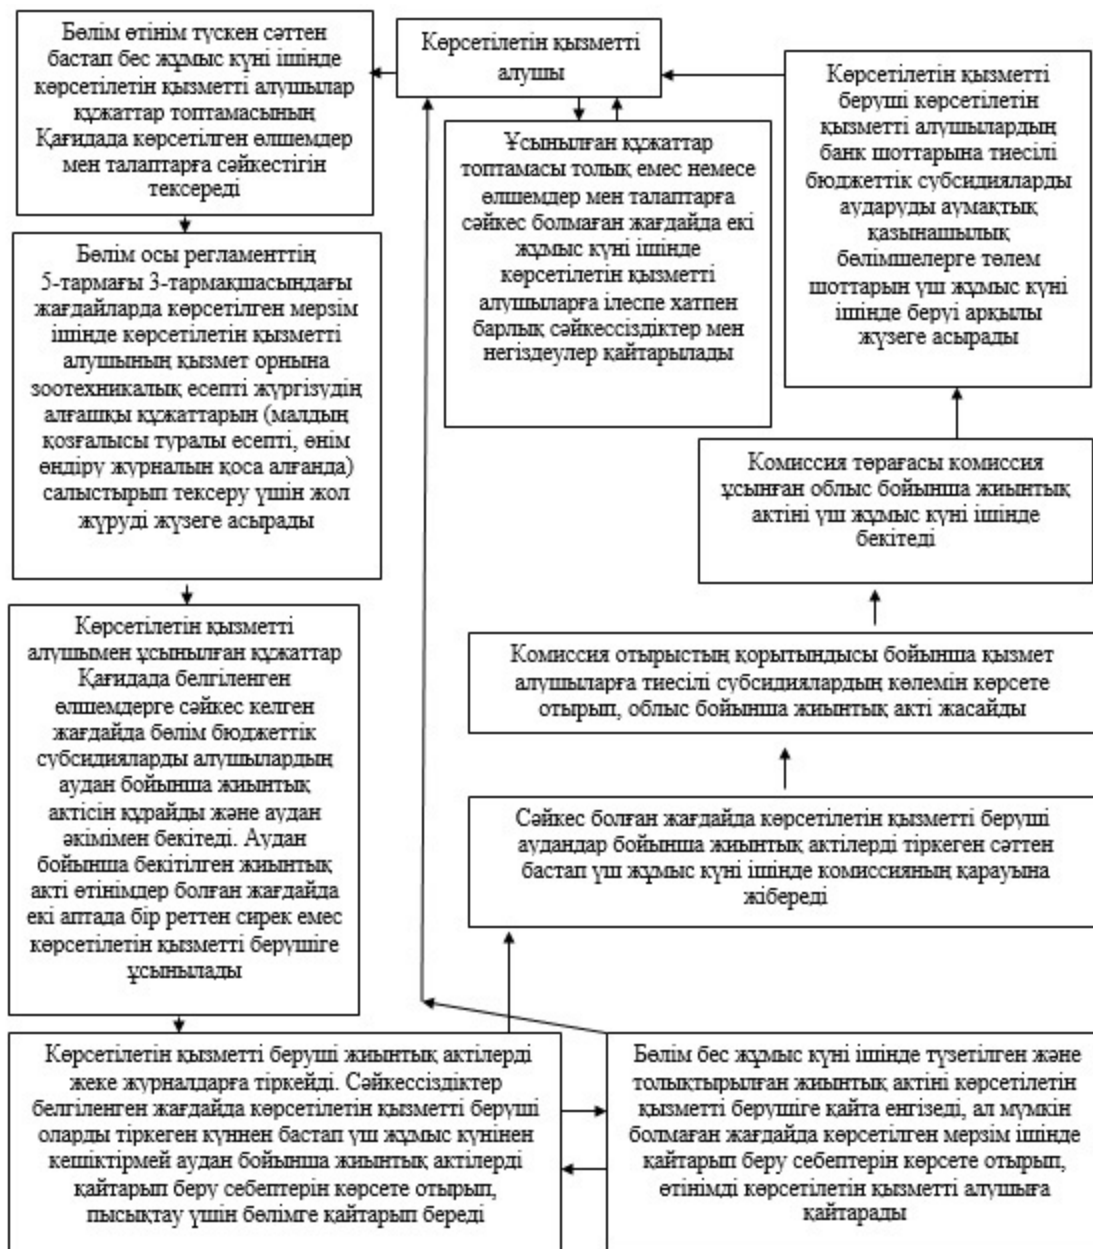 Бөлім өтінім түскен сәттен
бастап бес жұмыс күні ішінде
көрсетілетін қызметті алушылар
құжаттар топтамасының
Қағидада көрсетілген өлшемдер
мен талаптарға сәйкестігін
тексереді
Көрсетілетін қызметті
алушы
Көрсетілетін қызметті
беруші көрсетілетін
қызметті алушылардың
банк шоттарына тиесілі
бюджеттік субсидияларды
аударуды аумақтық
қазынашылық
бөлімшелерге төлем
шоттарын үш жұмыс күні
ішінде беруі арқылы
жүзеге асырады
Ұсынылған құжаттар
топтамасы толық емес немесе
өлшемдер мен талаптарға
сәйкес болмаған жағдайда екі
жұмыс күні ішінде
көрсетілетін қызметті
алушыларға ілеспе хатпен
барлық сәйкессіздіктер мен
негіздеулер қайтарылады
Бөлім осы регламенттің
5-тармағы 3-тармақшасындағы
жағдайларда көрсетілген мерзім
ішінде көрсетілетін қызметті
алушының қызмет орнына
зоотехникалық есепті жүргізудің
алғашқы құжаттарын (малдың
қозғалысы туралы есепті, өнім
өндіру журналын қоса алғанда)
салыстырып тексеру үшін жол
жүруді жүзеге асырады
Комиссия төрағасы комиссия
ұсынған облыс бойынша жиынтық
актіні үш жұмыс күні ішінде
бекітеді
Көрсетілетін қызметті
алушымен ұсынылған құжаттар
Қағидада белгіленген
өлшемдерге сәйкес келген
жағдайда бөлім бюджеттік
субсидияларды алушылардың
аудан бойынша жиынтық
актісін құрайды және аудан
әкімімен бекітеді. Аудан
бойынша бекітілген жиынтық
акті өтінімдер болған жағдайда
екі аптада бір реттен сирек емес
көрсетілетін қызметті берушіге
ұсынылады
Комиссия отырыстың қорытындысы бойынша қызмет
алушыларға тиесілі субсидиялардың көлемін көрсете
отырып, облыс бойынша жиынтық акті жасайды
Сәйкес болған жағдайда көрсетілетін қызметті беруші
аудандар бойынша жиынтық актілерді тіркеген сәттен
бастап үш жұмыс күні ішінде комиссияның қарауына
жібереді
Көрсетілетін қызметті беруші жиынтық актілерді
жеке журналдарға тіркейді. Сәйкессіздіктер
белгіленген жағдайда көрсетілетін қызметті беруші
оларды тіркеген күннен бастап үш жұмыс күнінен
кешіктірмей аудан бойынша жиынтық актілерді
қайтарып беру себептерін көрсете отырып,
пысықтау үшін бөлімге қайтарып береді
Бөлім бес жұмыс күні ішінде түзетілген және
толықтырылған жиынтық актіні көрсетілетін
қызметті берушіге қайта енгізеді, ал мүмкін
болмаған жағдайда көрсетілген мерзім ішінде
қайтарып беру себептерін көрсете отырып,
өтінімді көрсетілетін қызметті алушыға
қайтарады